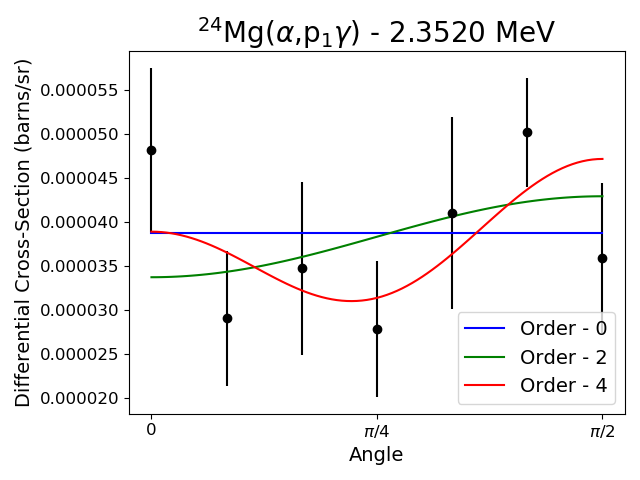 ²⁴Mg(α,p₁γ) - 2.3520 MeV
Differential Cross-Section (barns/sr)
0.000055
0.000050
0.000045
0.000040
0.000035
0.000030
0.000025
0.000020
Order - 0
Order - 2
Order - 4
0 π/4 π/2
Angle